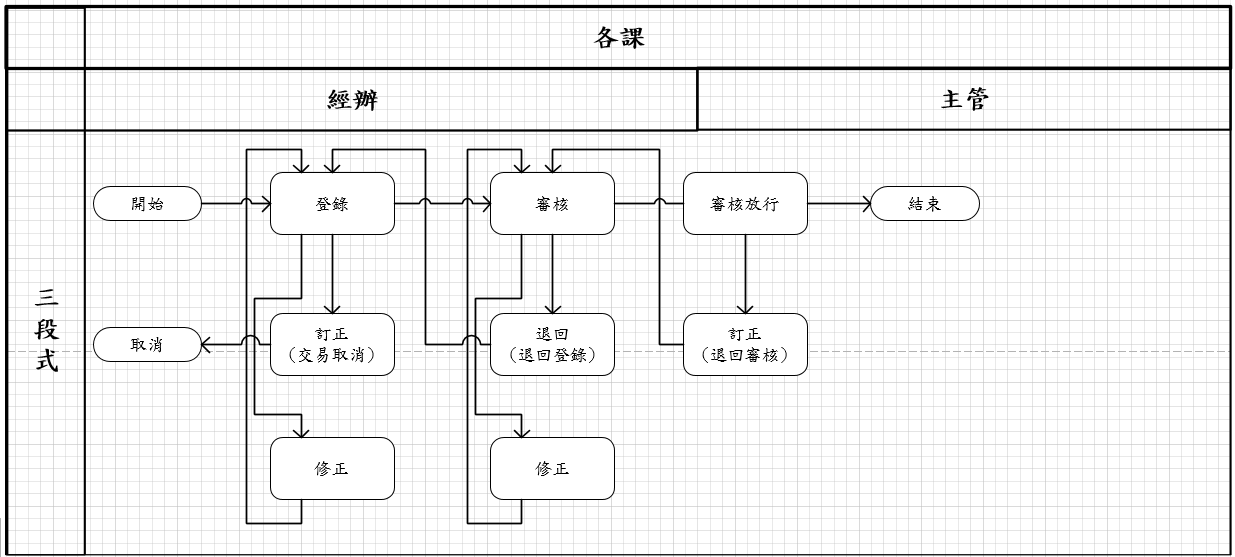 各課
經辦
主管
三段式
開始
登錄
審核
審核放行
結束
取消
訂正
（交易取消）
退回
（退回登錄）
訂正
（退回審核）
修正
修正